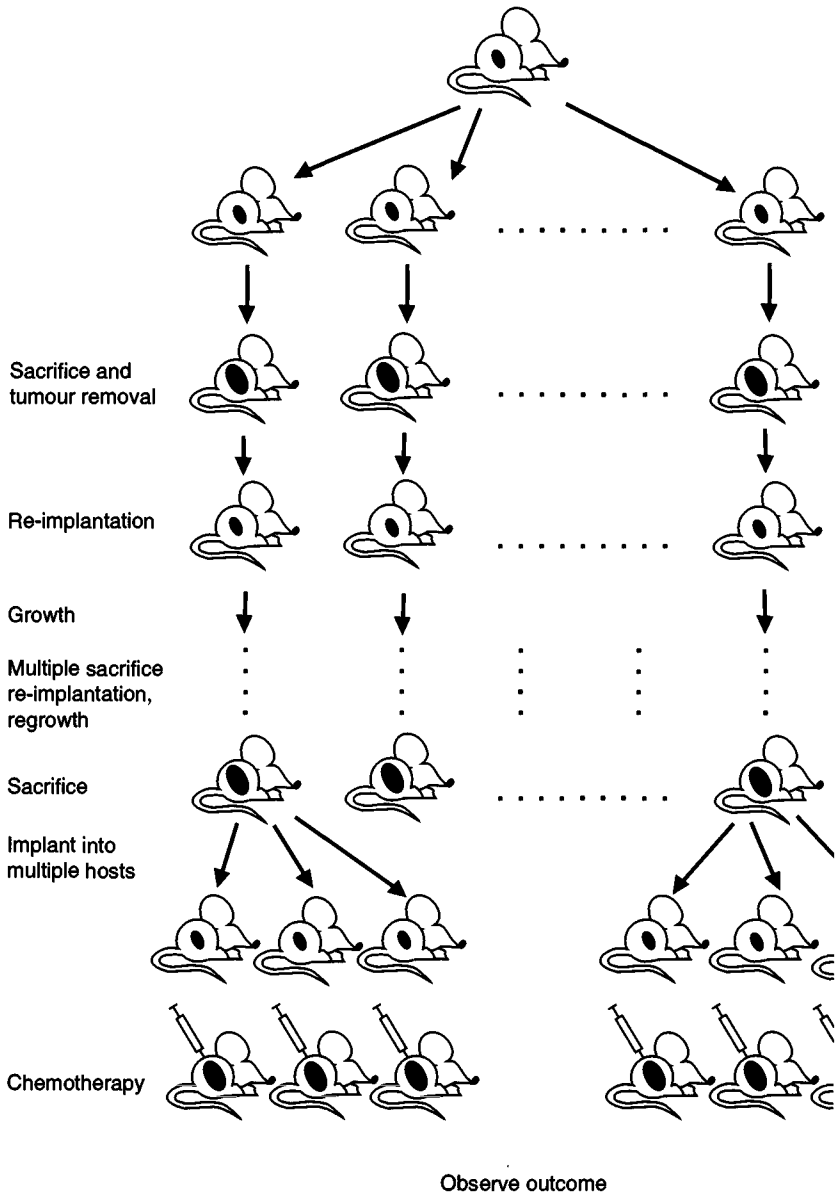 Sacrifice and
tumour removal
Re-implantation
Growth
Multiple sacrifice
re-implantation,
regrowth
Sacrifice
Implant into
multiple hosts
Chemotherapy
Observe outcome